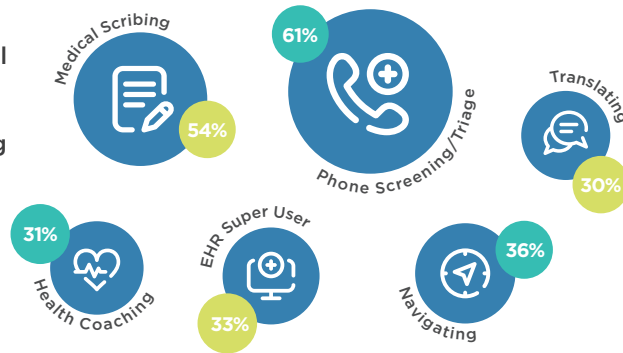 Medical Scribing
54%
61%
Phone Screening/Triage
Translating
30%
31%
Health Coaching
EHR Super User
33%
36%
Navigating